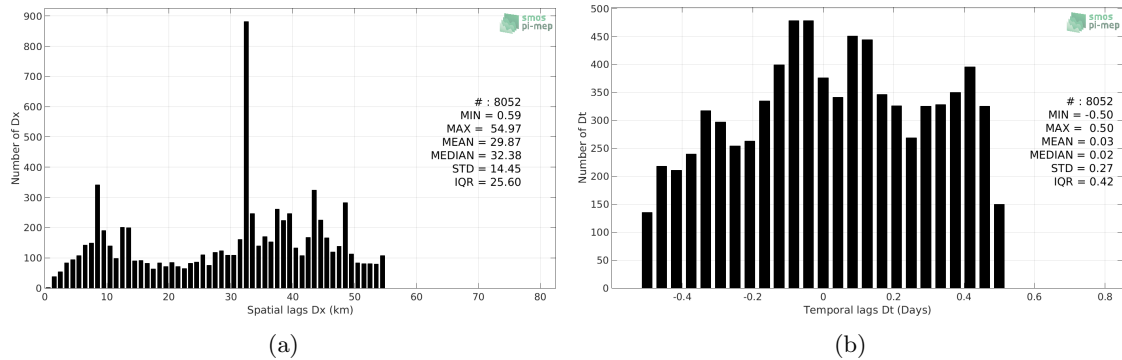 900
800
700
600
500
400
300
200
100
0
Number of Dx
0 10 20 30 40 50 60 70 80
Spatial lags Dx (km)
smos
pi-mep
# : 8052
MIN = 0.59
MAX = 54.97
MEAN = 29.87
MEDIAN = 32.38
STD = 14.45
IQR = 25.60
(a)
500
450
400
350
300
250
200
150
100
50
0
Number of Dt
-0.4 -0.2 0 0.2 0.4 0.6 0.8
Temporal lags Dt (Days)
smos
pi-mep
# : 8052
MIN = -0.50
MAX = 0.50
MEAN = 0.03
MEDIAN = 0.02
STD = 0.27
IQR = 0.42
(b)